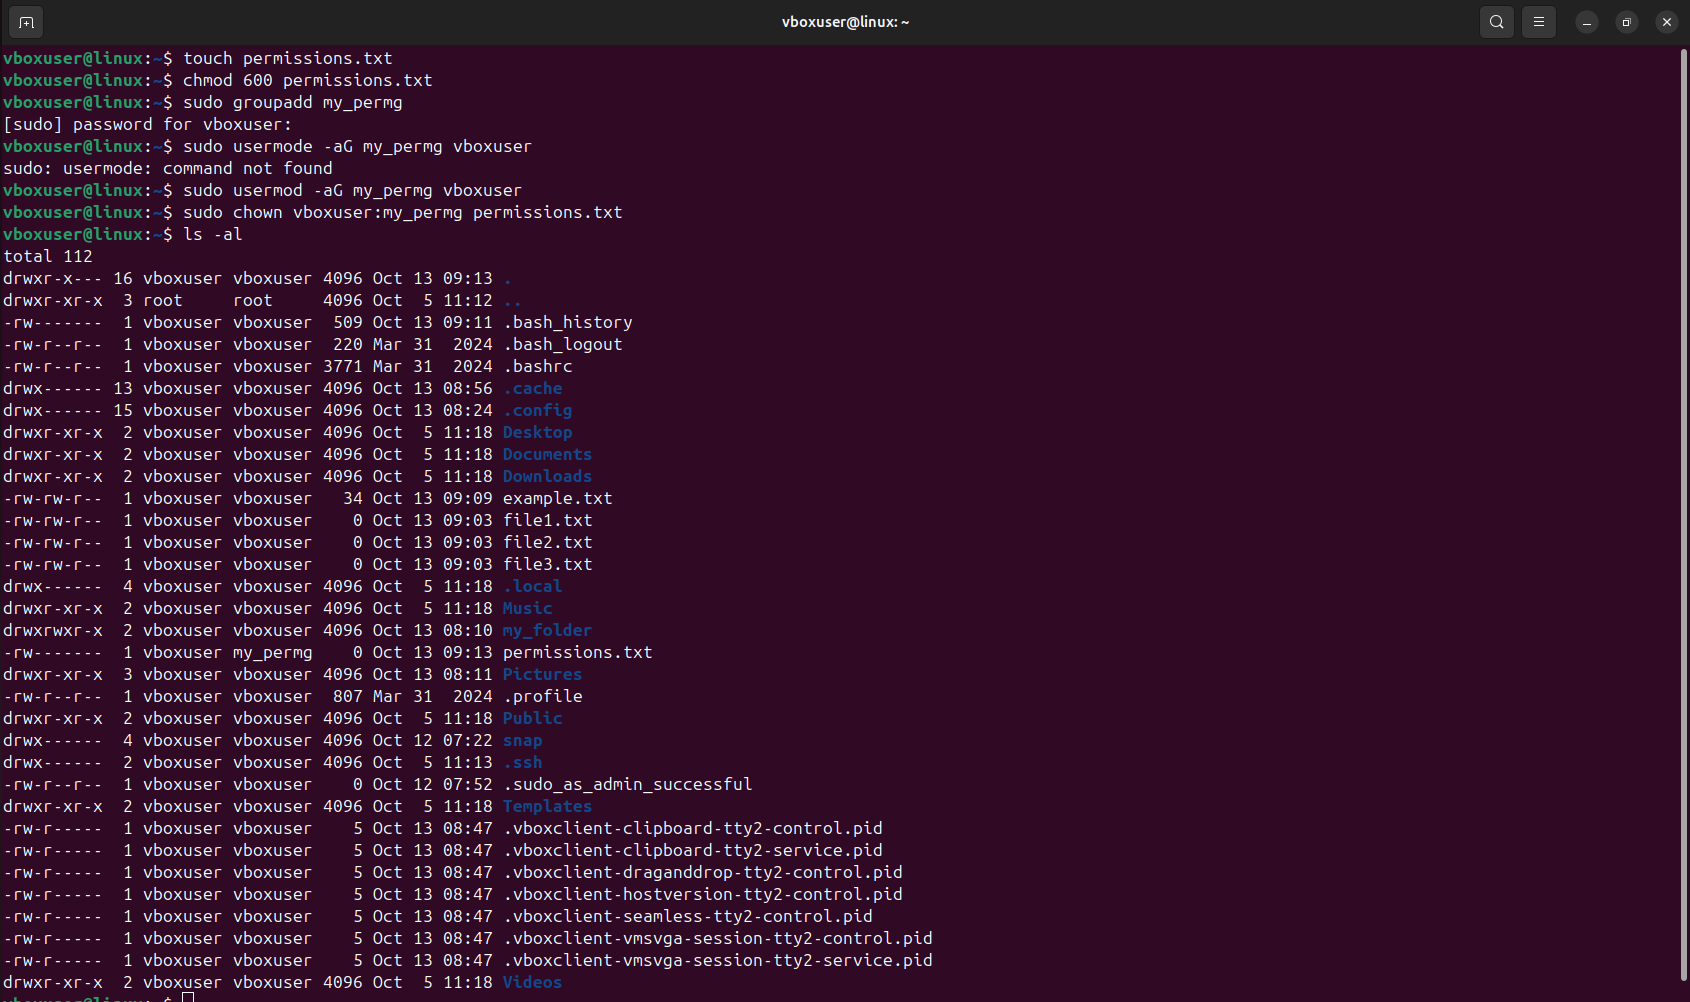 vboxuser@linux: ~
vboxuser@linux:~$ touch permissions.txt
vboxuser@linux:~$ chmod 600 permissions.txt
vboxuser@linux:~$ sudo groupadd my_permg
[sudo] password for vboxuser:
vboxuser@linux:~$ sudo usermode -aG my_permg vboxuser
sudo: usermode: command not found
vboxuser@linux:~$ sudo usermod -aG my_permg vboxuser
vboxuser@linux:~$ sudo chown vboxuser:my_permg permissions.txt
vboxuser@linux:~$ ls -al
total 112
drwxr-x--- 16 vboxuser vboxuser 4096 Oct 13 09:13 .
drwxr-xr-x  3 root     root     4096 Oct  5 11:12 ..
-rw-------  1 vboxuser vboxuser  509 Oct 13 09:11 .bash_history
-rw-r--r--  1 vboxuser vboxuser  220 Mar 31  2024 .bash_logout
-rw-r--r--  1 vboxuser vboxuser 3771 Mar 31  2024 .bashrc
drwx------ 13 vboxuser vboxuser 4096 Oct 13 08:56 .cache
drwx------ 15 vboxuser vboxuser 4096 Oct 13 08:24 .config
drwxr-xr-x  2 vboxuser vboxuser 4096 Oct  5 11:18 Desktop
drwxr-xr-x  2 vboxuser vboxuser 4096 Oct  5 11:18 Documents
drwxr-xr-x  2 vboxuser vboxuser 4096 Oct  5 11:18 Downloads
-rw-rw-r--  1 vboxuser vboxuser   34 Oct 13 09:09 example.txt
-rw-rw-r--  1 vboxuser vboxuser    0 Oct 13 09:03 file1.txt
-rw-rw-r--  1 vboxuser vboxuser    0 Oct 13 09:03 file2.txt
-rw-rw-r--  1 vboxuser vboxuser    0 Oct 13 09:03 file3.txt
drwx------  4 vboxuser vboxuser 4096 Oct  5 11:18 .local
drwxr-xr-x  2 vboxuser vboxuser 4096 Oct  5 11:18 Music
drwxrwxr-x  2 vboxuser vboxuser 4096 Oct 13 08:10 my_folder
-rw-------  1 vboxuser my_permg    0 Oct 13 09:13 permissions.txt
drwxr-xr-x  3 vboxuser vboxuser 4096 Oct 13 08:11 Pictures
-rw-r--r--  1 vboxuser vboxuser  807 Mar 31  2024 .profile
drwxr-xr-x  2 vboxuser vboxuser 4096 Oct  5 11:18 Public
drwx------  4 vboxuser vboxuser 4096 Oct 12 07:22 snap
drwx------  2 vboxuser vboxuser 4096 Oct  5 11:13 .ssh
-rw-r--r--  1 vboxuser vboxuser    0 Oct 12 07:52 .sudo_as_admin_successful
drwxr-xr-x  2 vboxuser vboxuser 4096 Oct  5 11:18 Templates
-rw-r-----  1 vboxuser vboxuser    5 Oct 13 08:47 .vboxclient-clipboard-tty2-control.pid
-rw-r-----  1 vboxuser vboxuser    5 Oct 13 08:47 .vboxclient-clipboard-tty2-service.pid
-rw-r-----  1 vboxuser vboxuser    5 Oct 13 08:47 .vboxclient-draganddrop-tty2-control.pid
-rw-r-----  1 vboxuser vboxuser    5 Oct 13 08:47 .vboxclient-hostversion-tty2-control.pid
-rw-r-----  1 vboxuser vboxuser    5 Oct 13 08:47 .vboxclient-seamless-tty2-control.pid
-rw-r-----  1 vboxuser vboxuser    5 Oct 13 08:47 .vboxclient-vmsvga-session-tty2-control.pid
-rw-r-----  1 vboxuser vboxuser    5 Oct 13 08:47 .vboxclient-vmsvga-session-tty2-service.pid
drwxr-xr-x  2 vboxuser vboxuser 4096 Oct  5 11:18 Videos